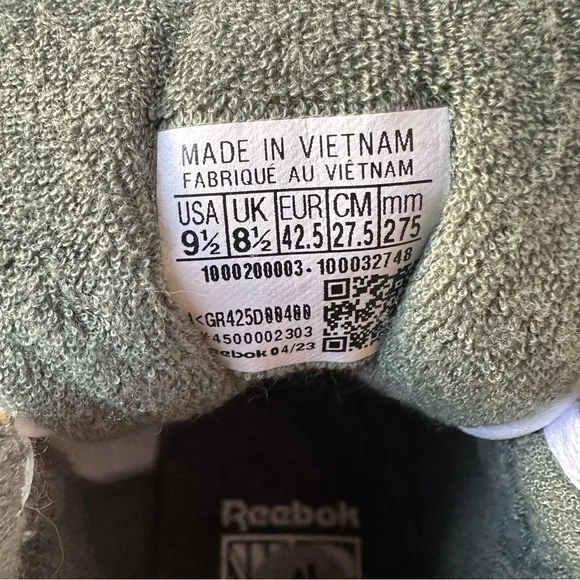 MADE IN VIETNAM
FABRIQUÉ AU VIÊTNAM
USA UK EUR CM mm
9½ 8½ 42.5 27.5 275
1000200003-100032748
<GR425D00400
4500002303
Reebok 04/23
Reebok